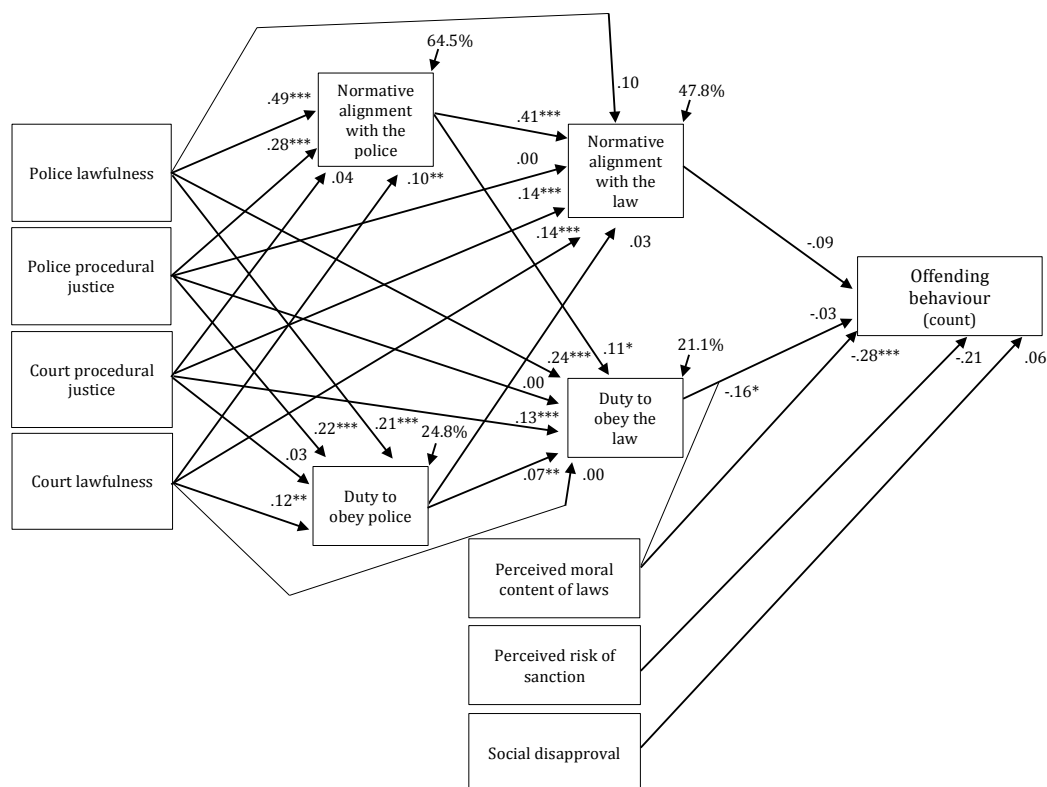 64.5%
Normative
alignment
with the
police
.49***
.28***
.04
.10**
.10
47.8%
.41***
.00
.14***
.14***
.03
Normative
alignment
with the
law
Police lawfulness
Police procedural
justice
Court procedural
justice
Court lawfulness
-.09
Offending
behaviour
(count)
-.03
-.28***
-.21
.06
-.16*
.24***
.11*
21.1%
.00
.13***
Duty to
obey the
law
.07**
.00
.22***
.21***
24.8%
.03
.12**
Duty to
obey police
Perceived moral
content of laws
Perceived risk of
sanction
Social disapproval